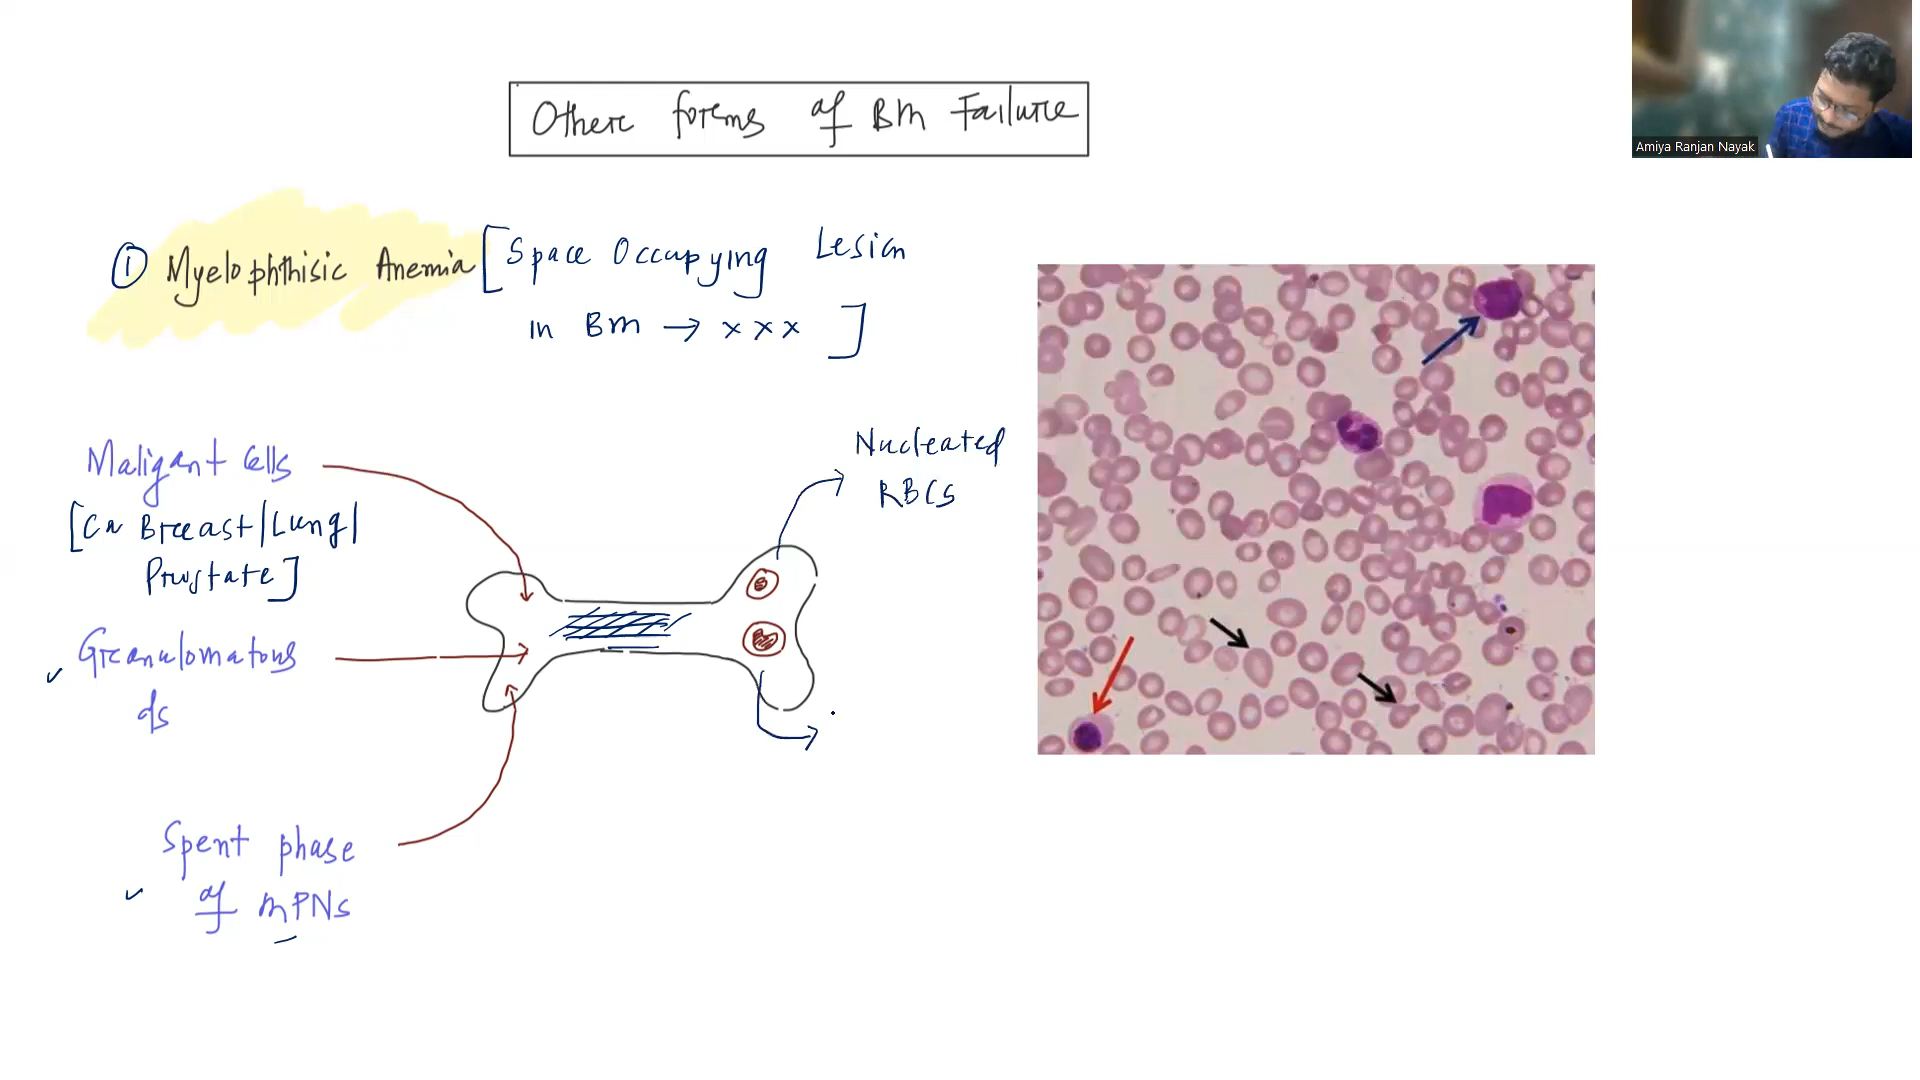 Other forms of BM Failure
Amiya Ranjan Nayak
① Myelophthisic Anemia [Space Occupying Lesion
in BM → x x x ]
Maligant Cells
[Ca Breast/Lung/
Prostate]
Granulomatous
ds
Spent phase
of MPNs
Nucleated
RBCs